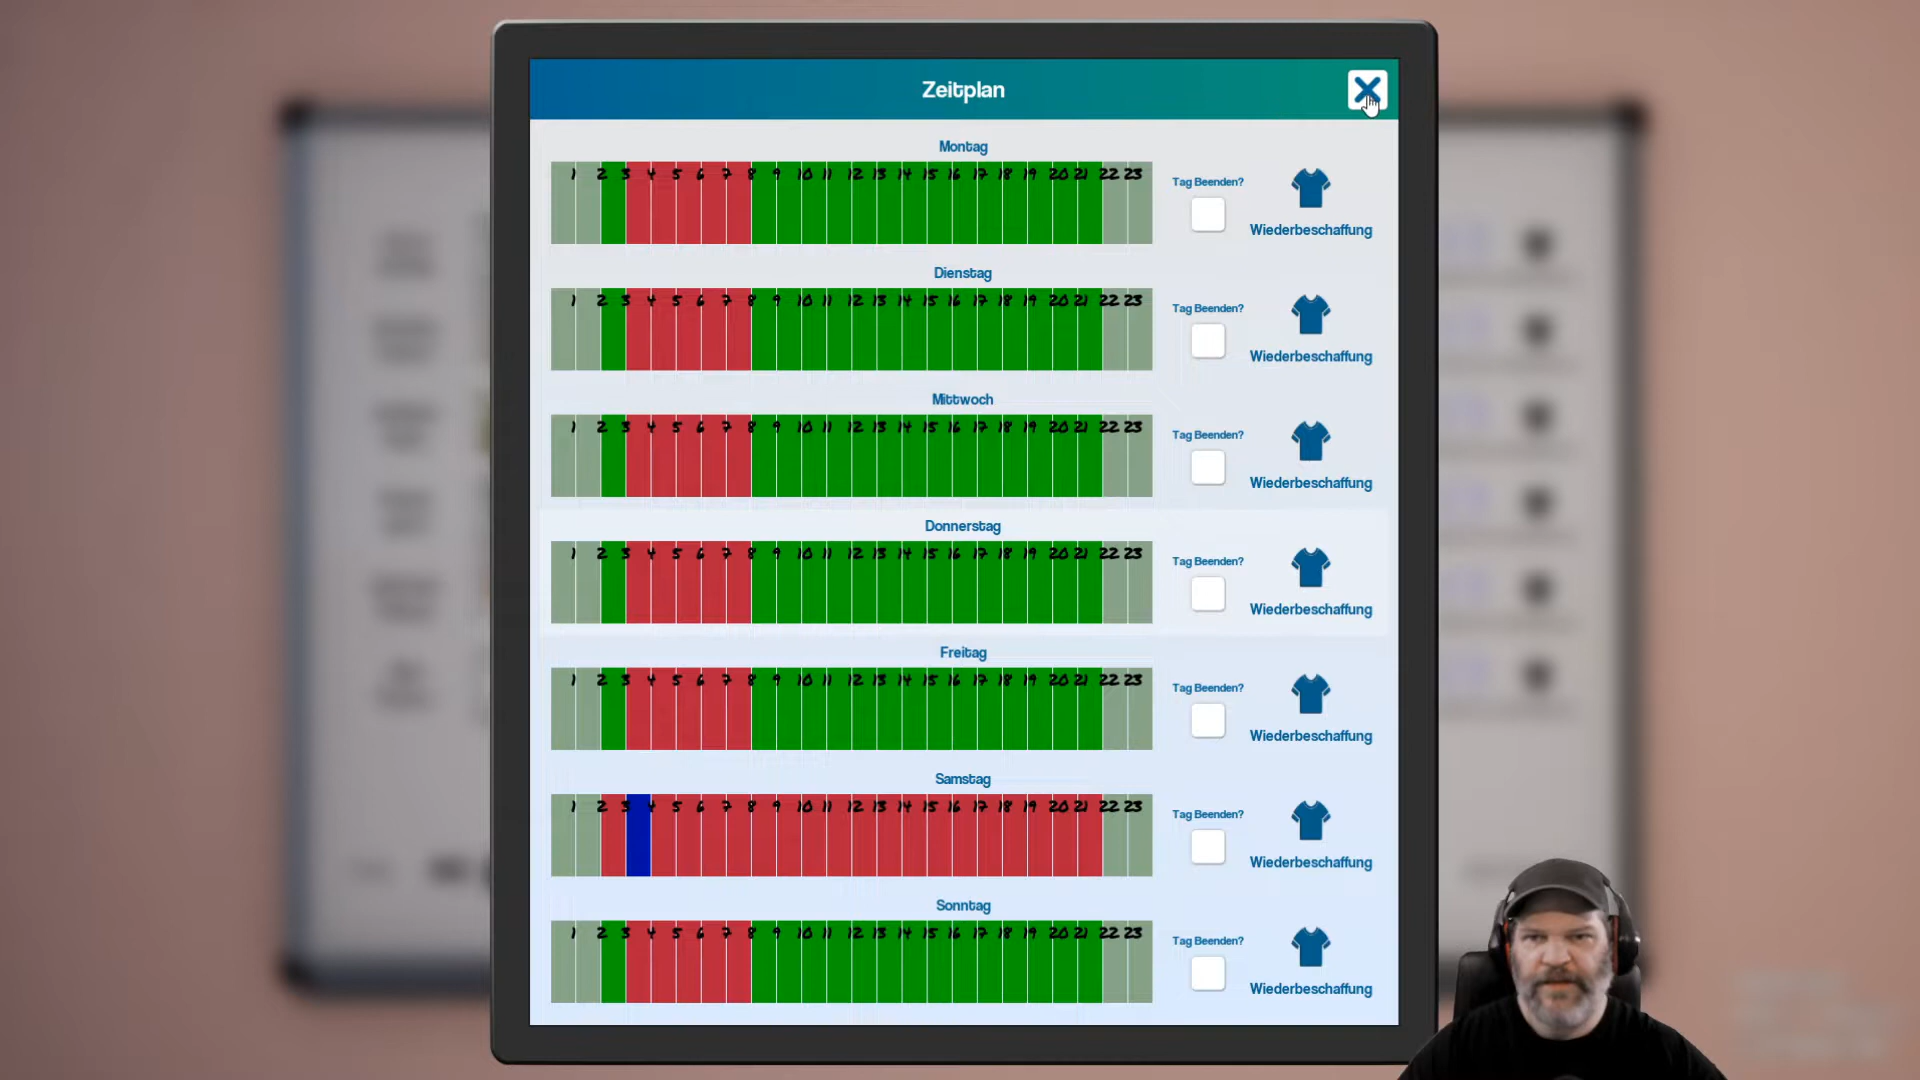 Zeitplan
Montag
1 2 3 4 5 6 7 8 9 10 11 12 13 14 15 16 17 18 19 20 21 22 23
Tag Beenden?
Wiederbeschaffung
Dienstag
1 2 3 4 5 6 7 8 9 10 11 12 13 14 15 16 17 18 19 20 21 22 23
Tag Beenden?
Wiederbeschaffung
Mittwoch
1 2 3 4 5 6 7 8 9 10 11 12 13 14 15 16 17 18 19 20 21 22 23
Tag Beenden?
Wiederbeschaffung
Donnerstag
1 2 3 4 5 6 7 8 9 10 11 12 13 14 15 16 17 18 19 20 21 22 23
Tag Beenden?
Wiederbeschaffung
Freitag
1 2 3 4 5 6 7 8 9 10 11 12 13 14 15 16 17 18 19 20 21 22 23
Tag Beenden?
Wiederbeschaffung
Samstag
1 2 3 4 5 6 7 8 9 10 11 12 13 14 15 16 17 18 19 20 21 22 23
Tag Beenden?
Wiederbeschaffung
Sonntag
1 2 3 4 5 6 7 8 9 10 11 12 13 14 15 16 17 18 19 20 21 22 23
Tag Beenden?
Wiederbeschaffung